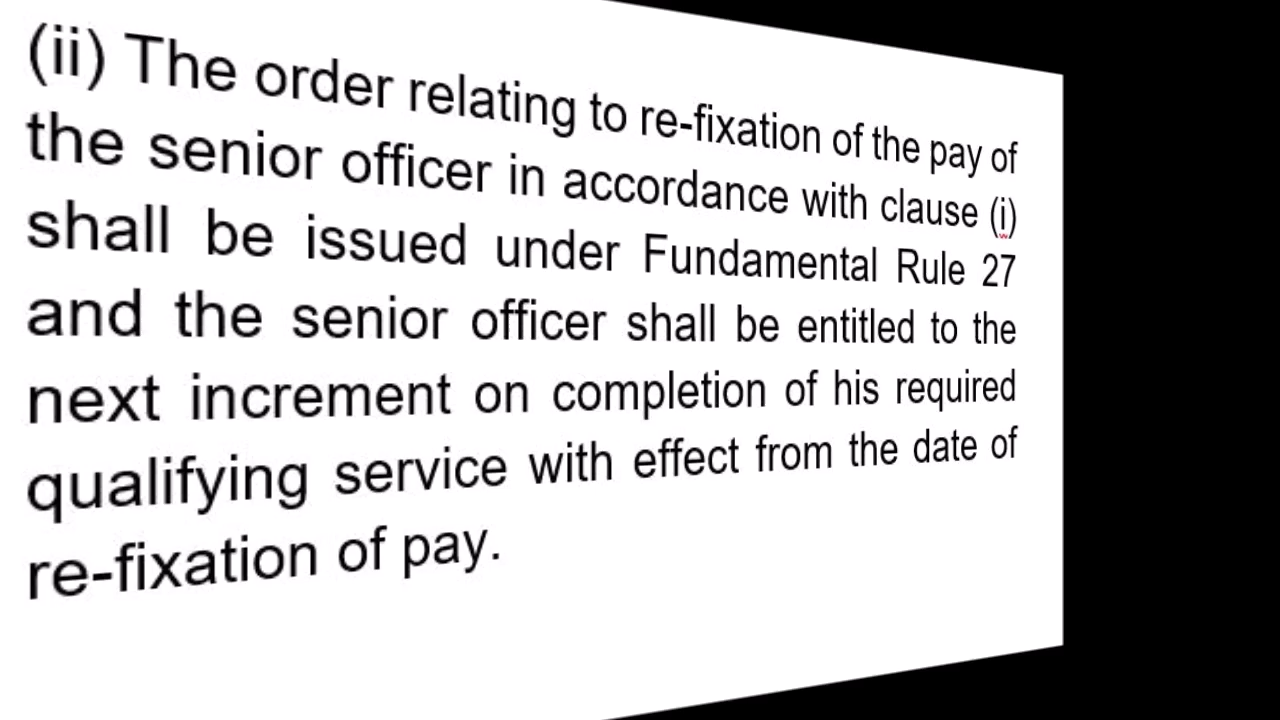 (ii) The order relating to re-fixation of the pay of
the senior officer in accordance with clause (i)
shall be issued under Fundamental Rule 27
and the senior officer shall be entitled to the
next increment on completion of his required
qualifying service with effect from the date of
re-fixation of pay.